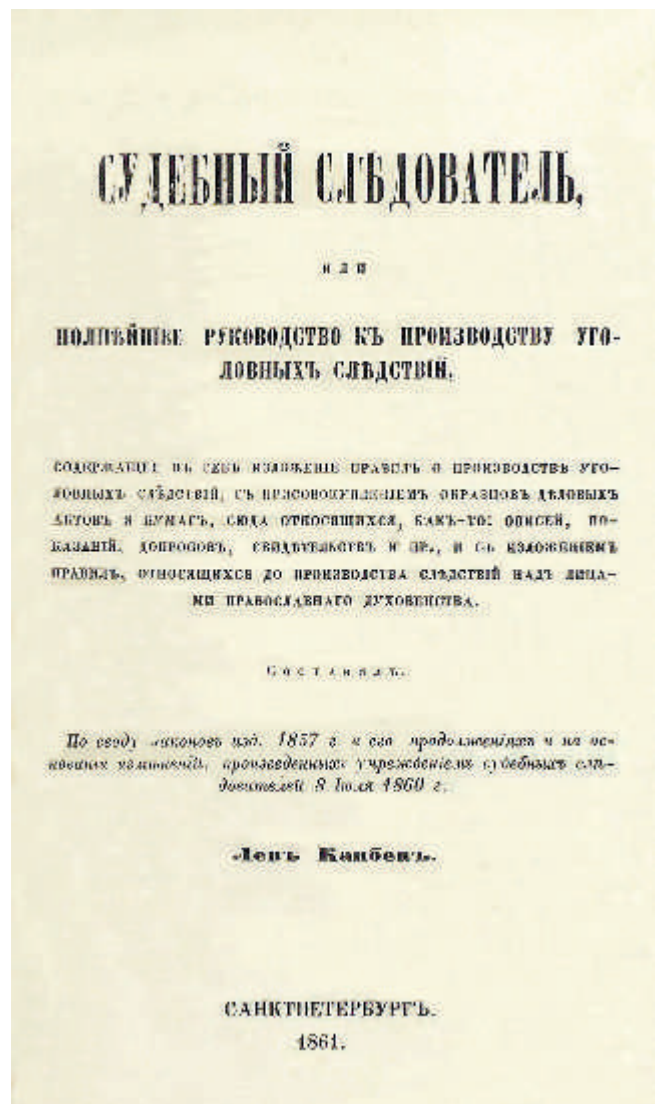 СУДЕБНЫЙ СЛѢДОВАТЕЛЬ,
ИЛИ
ПОЛНѢЙШЕЕ РУКОВОДСТВО КЪ ПРОИЗВОДСТВУ УГО-
ЛОВНЫХЪ СЛѢДСТВІЙ,
СОДЕРЖАЩЕЕ ВЪ СЕБѢ ИЗЛОЖЕНІЕ ПРАВИЛЪ О ПРОИЗВОДСТВѢ УГО-
ЛОВНЫХЪ СЛѢДСТВІЙ, СЪ ПРИСОВОКУПЛЕНІЕМЪ ОБРАЗЦОВЪ ДѢЛОВЫХЪ
АКТОВЪ И БУМАГЪ, СЮДА ОТНОСЯЩИХСЯ, КАКЪ-ТО: ОПИСЕЙ, ПО-
КАЗАНІЙ, ДОПРОСОВЪ, СВИДѢТЕЛЬСТВЪ И ПР., И СЪ ИЗЛОЖЕНІЕМЪ
ПРАВИЛЪ, ОТНОСЯЩИХСЯ ДО ПРОИЗВОДСТВА СЛѢДСТВІЙ НАДЪ ЛИЦА-
МИ ПРАВОСЛАВНАГО ДУХОВЕНСТВА.
Составилъ.
По своду законовъ изд. 1857 г. и его продолженіяхъ и на ос-
нованіи измѣненій, произведенныхъ учрежденіемъ судебныхъ слѣ-
дователей 8 Іюля 1860 г.
Левъ
САНКТПЕТЕРБУРГЪ.
1861.